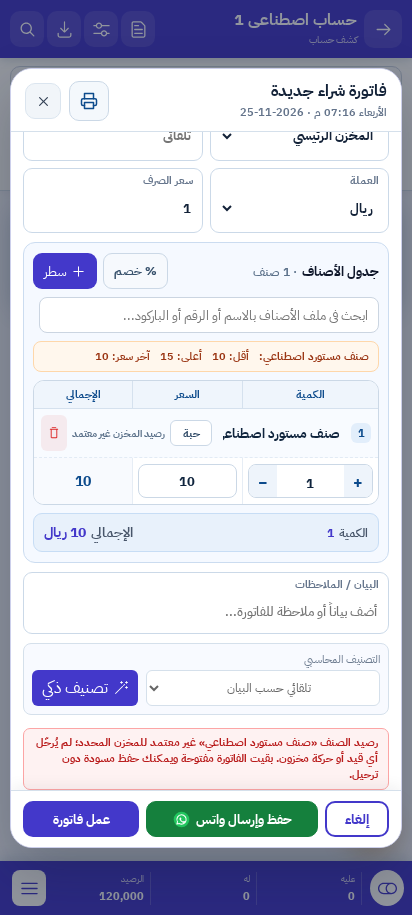 حساب اصطناعي 1
كشف حساب
فاتورة شراء جديدة
الأربعاء 07:16 م · 2026-11-25
المخزن الرئيسي
تلقائي
العملة
ريال
سعر الصرف
1
جدول الأصناف · 1 صنف
% خصم
+ سطر
ابحث في ملف الأصناف بالاسم أو الرقم أو الباركود...
صنف مستورد اصطناعي: أقل: 10 أعلى: 15 آخر سعر: 10
الكمية السعر الإجمالي
1 صنف مستورد اصطناعي حبة رصيد المخزن غير معتمد
+ 1 − 10 10
الكمية 1 الإجمالي 10 ريال
البيان / الملاحظات
أضف بياناً أو ملاحظة للفاتورة...
التصنيف المحاسبي
تلقائي حسب البيان
تصنيف ذكي
رصيد الصنف «صنف مستورد اصطناعي» غير معتمد للمخزن المحدد؛ لم يُرحّل
أي قيد أو حركة مخزون. بقيت الفاتورة مفتوحة ويمكنك حفظ مسودة دون
ترحيل.
إلغاء
حفظ وإرسال واتس
عمل فاتورة
عليه
0
له
0
الرصيد
120,000